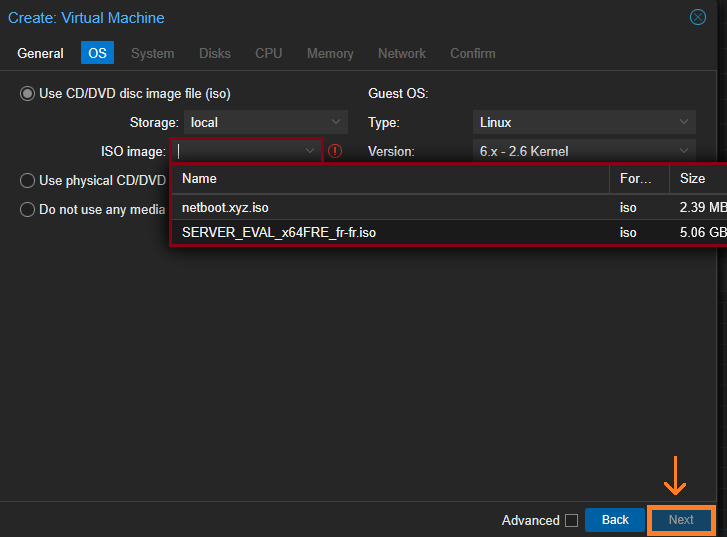 Create: Virtual Machine
General OS System Disks CPU Memory Network Confirm
Use CD/DVD disc image file (iso) Guest OS:
Storage: local Type: Linux
ISO image: Version: 6.x - 2.6 Kernel
Use physical CD/DVD
Do not use any media
Name For... Size
netboot.xyz.iso iso 2.39 MB
SERVER_EVAL_x64FRE_fr-fr.iso iso 5.06 GB
Advanced Back Next